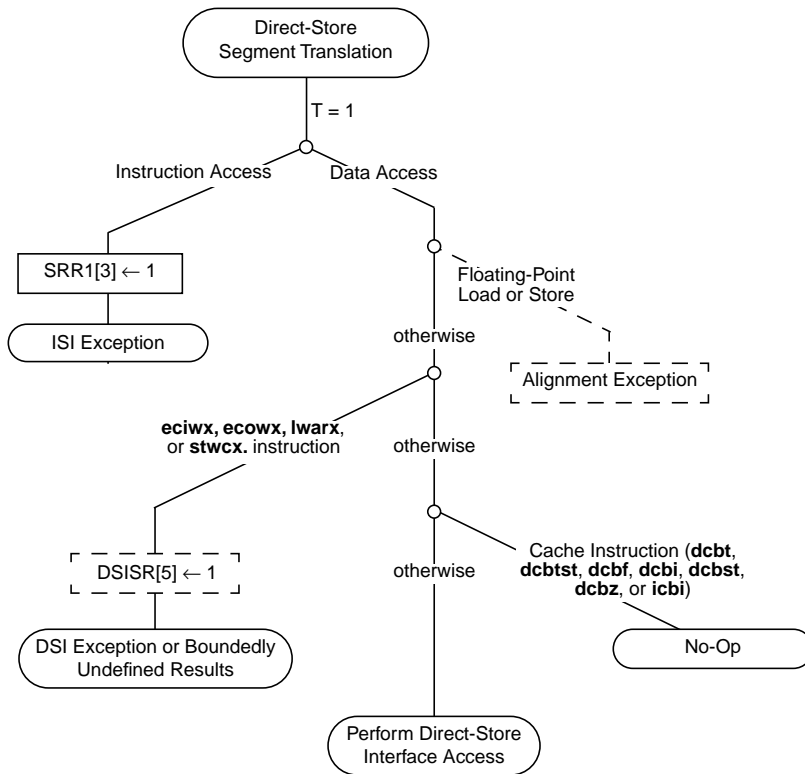 Direct-Store
Segment Translation
T = 1
Instruction Access
Data Access
SRR1[3] ← 1
Floating-Point
Load or Store
ISI Exception
otherwise
Alignment Exception
eciwx, ecowx, lwarx,
or stwcx. instruction
otherwise
Cache Instruction (dcbt,
dcbtst, dcbf, dcbi, dcbst,
dcbz, or icbi)
DSISR[5] ← 1
otherwise
DSI Exception or Boundedly
Undefined Results
No-Op
Perform Direct-Store
Interface Access